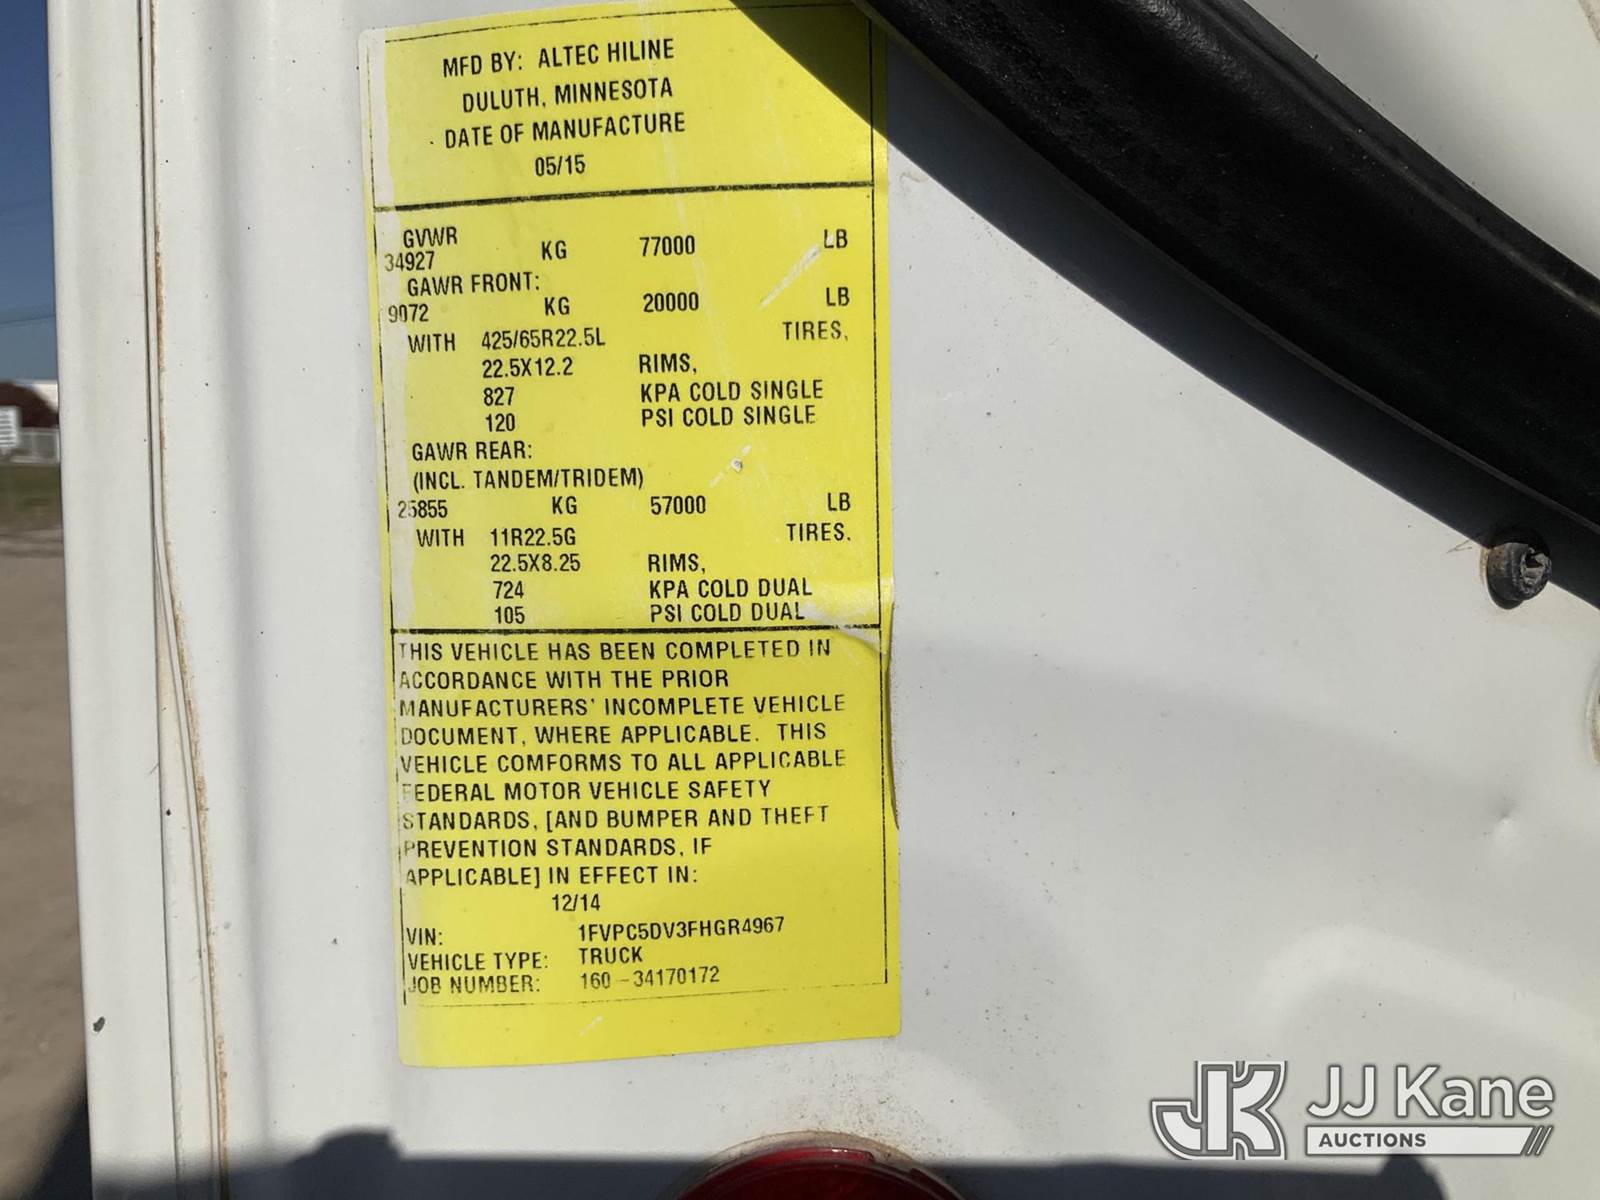 MFD BY: ALTEC HILINE
DULUTH, MINNESOTA
DATE OF MANUFACTURE
05/15
GVWR
34927 KG 77000 LB
GAWR FRONT:
9072 KG 20000 LB
WITH 425/65R22.5L TIRES,
22.5X12.2 RIMS,
827 KPA COLD SINGLE
120 PSI COLD SINGLE
GAWR REAR:
(INCL. TANDEM/TRIDEM)
25855 KG 57000 LB
WITH 11R22.5G TIRES.
22.5X8.25 RIMS,
724 KPA COLD DUAL
105 PSI COLD DUAL
THIS VEHICLE HAS BEEN COMPLETED IN
ACCORDANCE WITH THE PRIOR
MANUFACTURERS' INCOMPLETE VEHICLE
DOCUMENT, WHERE APPLICABLE. THIS
VEHICLE COMFORMS TO ALL APPLICABLE
FEDERAL MOTOR VEHICLE SAFETY
STANDARDS, [AND BUMPER AND THEFT
PREVENTION STANDARDS, IF
APPLICABLE] IN EFFECT IN:
12/14
VIN: 1FVPC5DV3FHGR4967
VEHICLE TYPE: TRUCK
JOB NUMBER: 160-34170172
JK JJ Kane
AUCTIONS